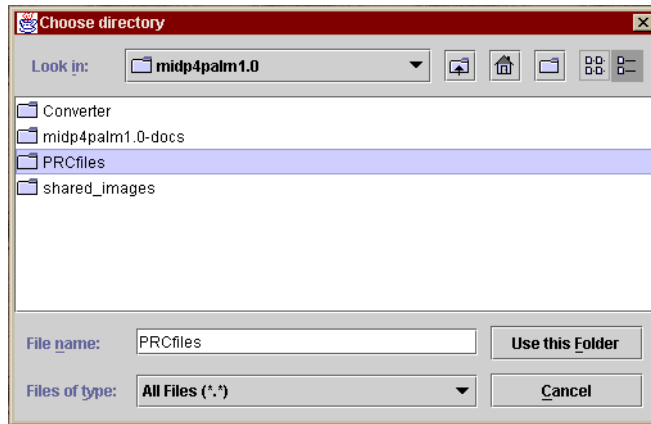 Choose directory
Look in: midp4palm1.0
Converter
midp4palm1.0-docs
PRCfiles
shared_images
File name: PRCfiles Use this Folder
Files of type: All Files (*.*) Cancel